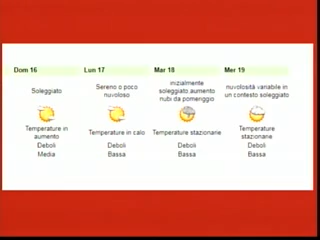 Dom 16 Lun 17 Mar 18 Mer 19
Soleggiato
Sereno o poco
nuvoloso
inizialmente
soleggiato aumento
nubi da pomeriggio
nuvolosità variabile in
un contesto soleggiato
Temperature in
aumento
Temperature in calo
Temperature stazionarie
Temperature
stazionarie
Deboli Deboli Deboli Deboli
Media Bassa Bassa Bassa